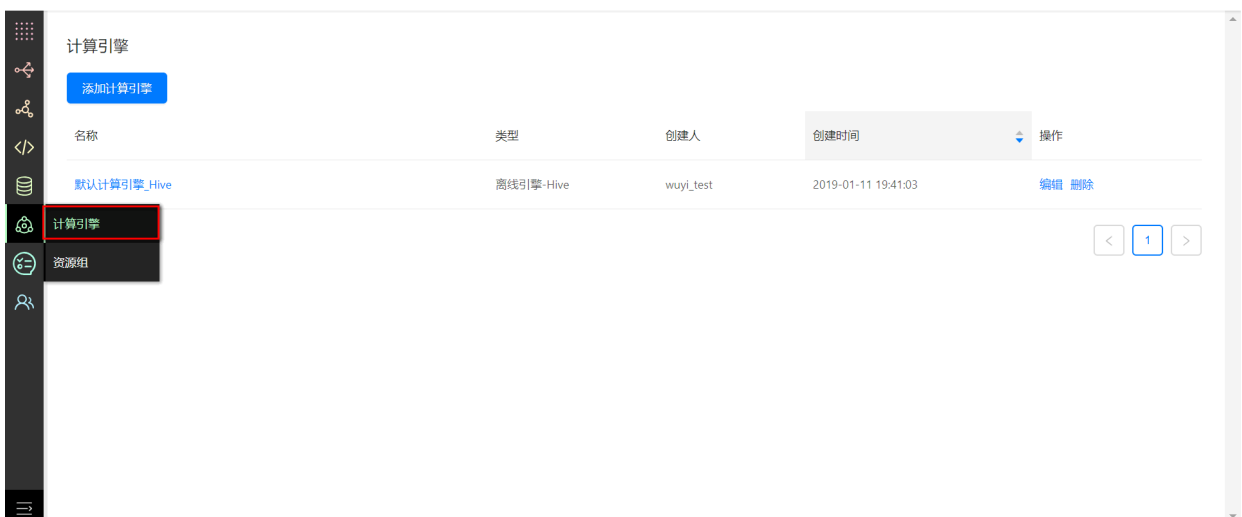 计算引擎
添加计算引擎
名称 类型 创建人 创建时间 操作
默认计算引擎_Hive 离线引擎-Hive wuyi_test 2019-01-11 19:41:03 编辑 删除
计算引擎
< 1 >
资源组